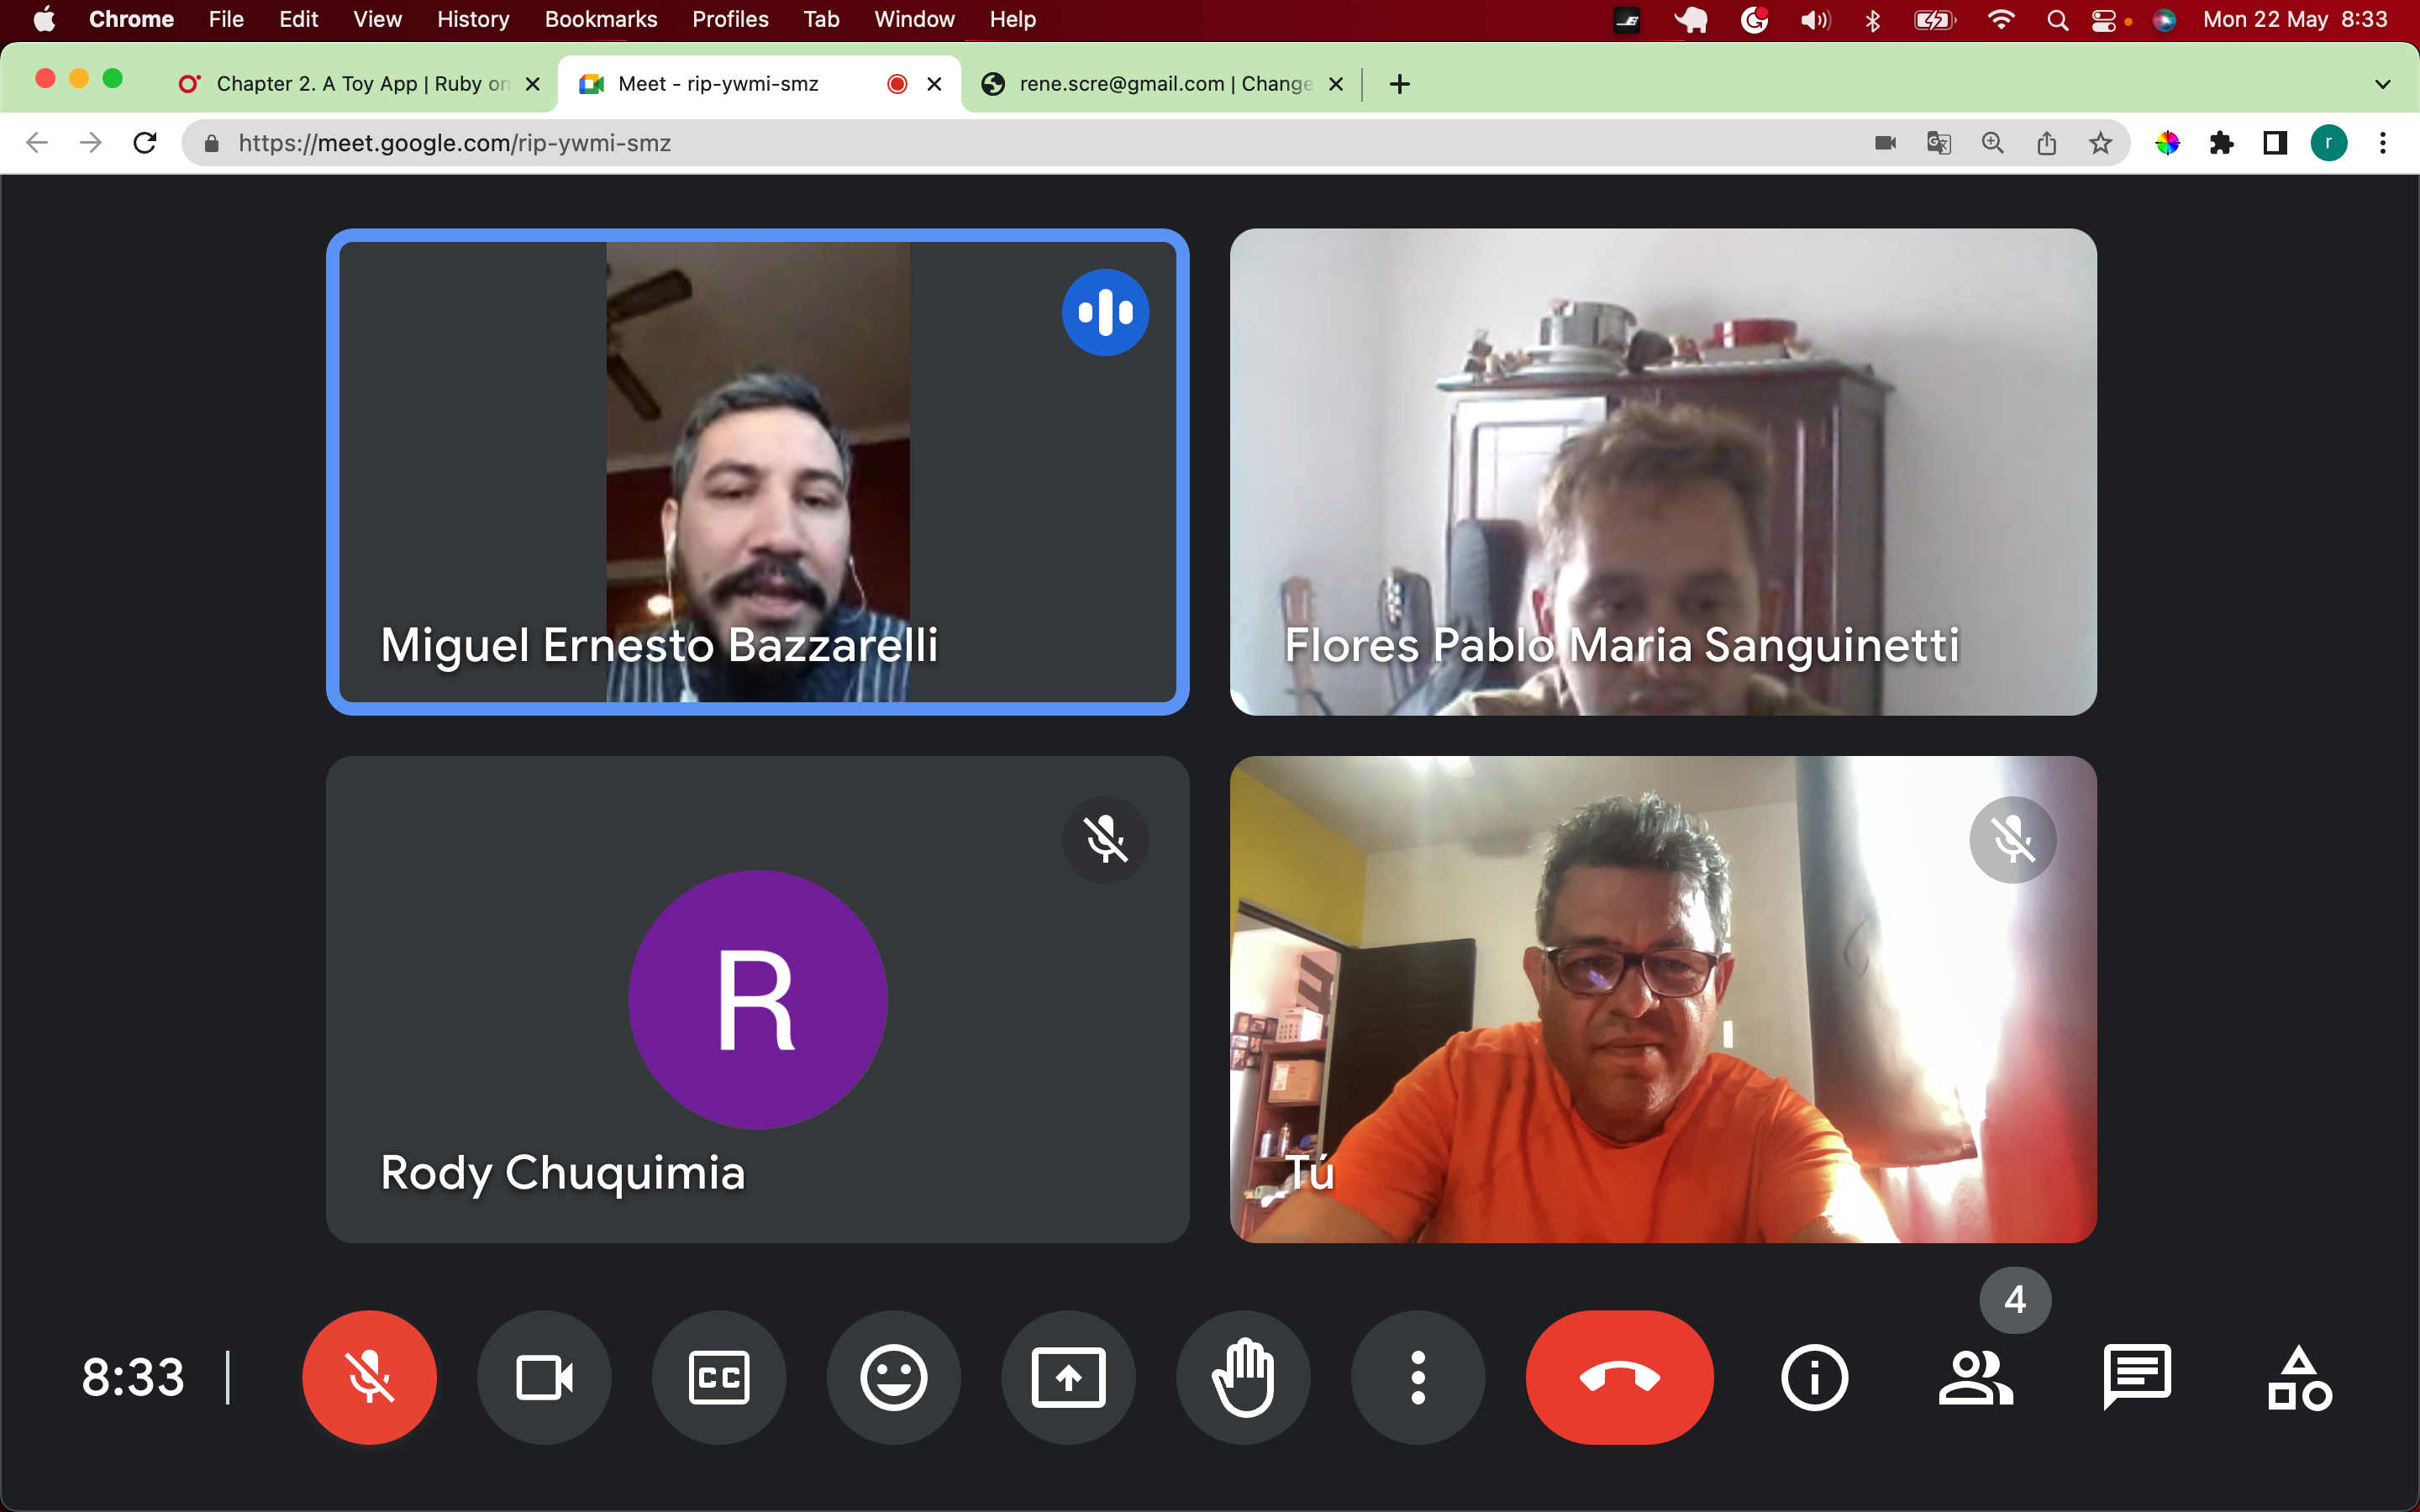 Chrome File Edit View History Bookmarks Profiles Tab Window Help Mon 22 May 8:33
Chapter 2. A Toy App | Ruby on Meet - rip-ywmi-smz rene.scre@gmail.com | Change
https://meet.google.com/rip-ywmi-smz r
Miguel Ernesto Bazzarelli
Flores Pablo Maria Sanguinetti
R
Rody Chuquimia
Tú
4
8:33 CC